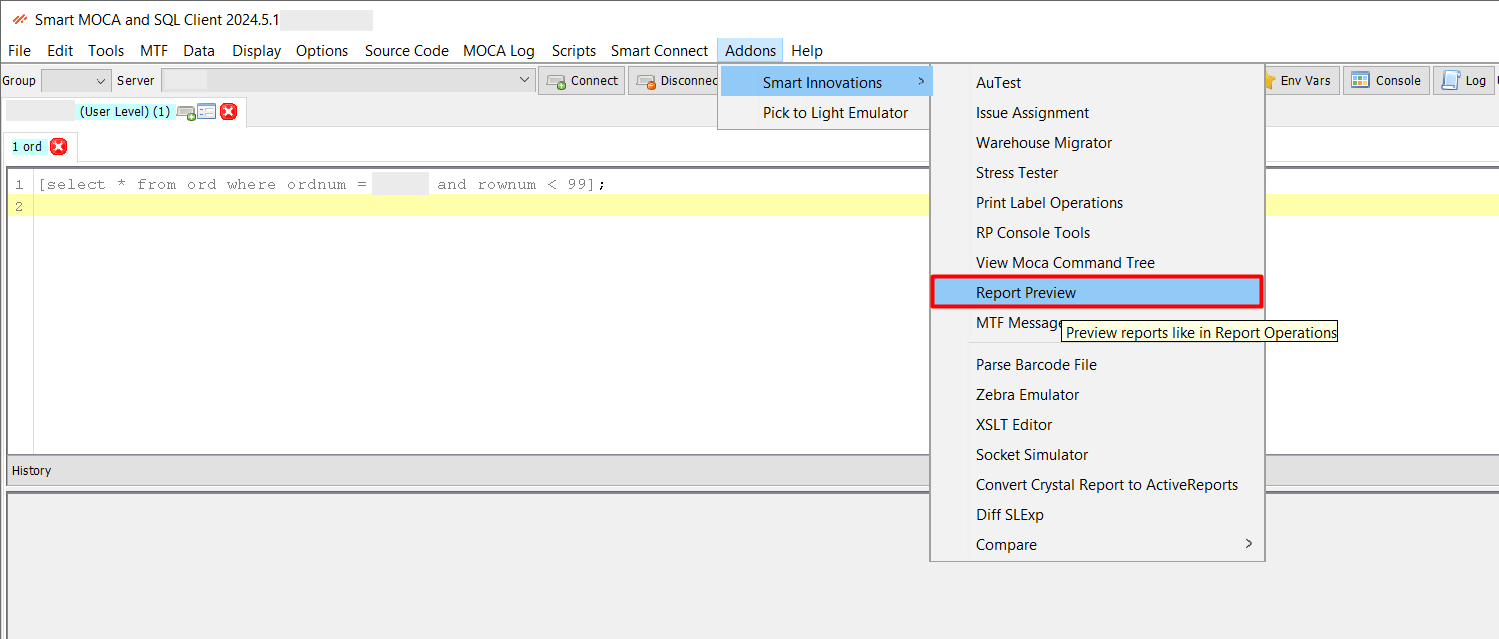 Smart MOCA and SQL Client 2024.5.1
File Edit Tools MTF Data Display Options Source Code MOCA Log Scripts Smart Connect Addons Help
Group Server Connect Disconnec Env Vars Console Log
(User Level) (1)
1 ord
1 [select * from ord where ordnum = and rownum < 99];
2
History
Smart Innovations >
Pick to Light Emulator
AuTest
Issue Assignment
Warehouse Migrator
Stress Tester
Print Label Operations
RP Console Tools
View Moca Command Tree
Report Preview
MTF Message
Preview reports like in Report Operations
Parse Barcode File
Zebra Emulator
XSLT Editor
Socket Simulator
Convert Crystal Report to ActiveReports
Diff SLExp
Compare >